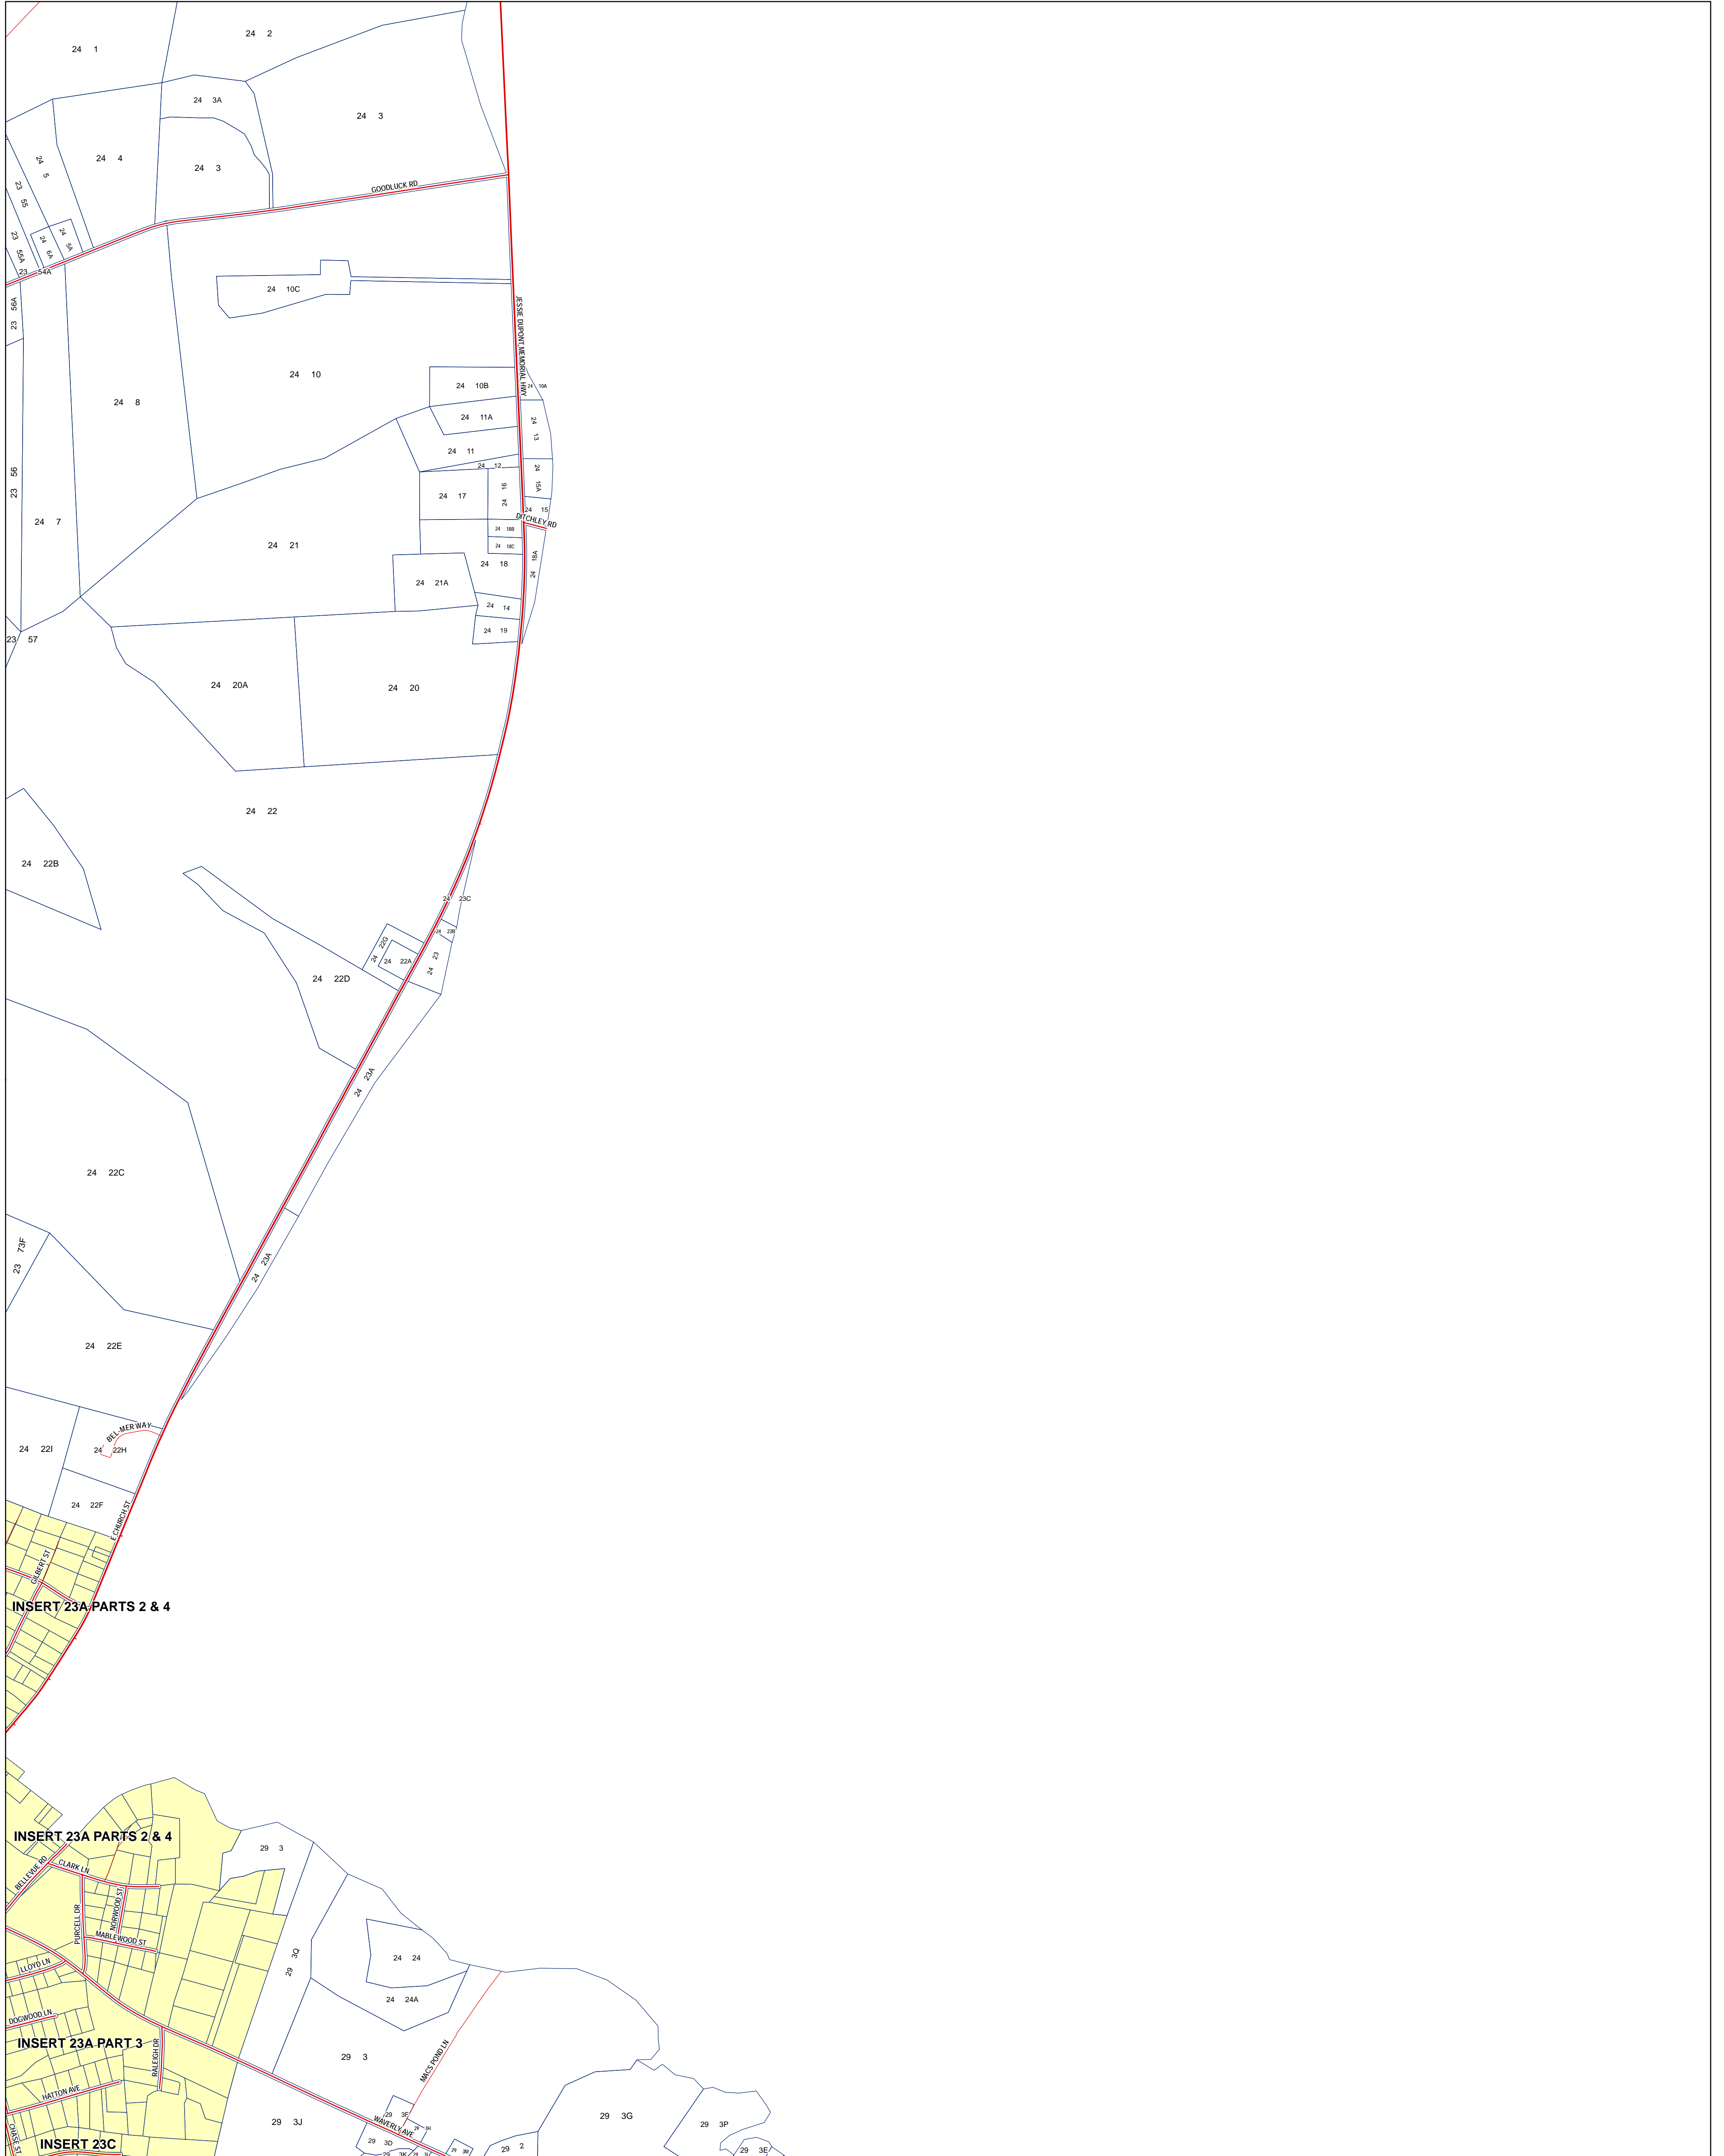 24 1
24 2
24 3A
24 3
24 4
24 3
24 5
23 55
GOODLUCK RD
24 5A
24 6A
23 55A
23 54A
24 10C
23 56A
JESSIE DUPONT MEMORIAL HWY
24 10
24 10B
24 10A
24 8
24 11A
24 13
24 11
24 12
24 15A
23 56
24 17
24 16
24 15
24 7
DITCHLEY RD
24 18B
24 21
24 18C
24 18A
24 18
24 21A
24 14
24 19
23 57
24 20A
24 20
24 22
24 22B
24 23C
24 23B
24 22G
24 22A
24 23
24 22D
24 23A
24 22C
23 73F
24 23A
24 22E
BEL-MER WAY
24 22I
24 22H
24 22F
E CHURCH ST
GILBERT ST
INSERT 23A PARTS 2 & 4
INSERT 23A PARTS 2 & 4
29 3
BELLEVUE RD
CLARK LN
NORWOOD ST
PURCELL DR
MABLEWOOD ST
29 3Q
24 24
LLOYD LN
24 24A
DOGWOOD LN
INSERT 23A PART 3
RALEIGH DR
29 3
MACS POND LN
HATTON AVE
29 3F
29 3J
WAVERLY AVE
29 3H
29 3G
29 3P
CHASE ST
INSERT 23C
29 3D
29 3K
29 2
29 3E